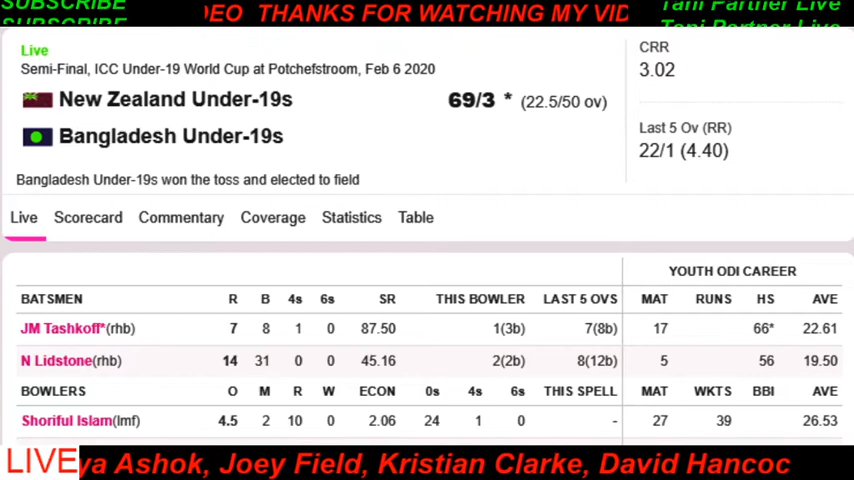 SUBSCRIBE
SUBSCRIBE
DEO THANKS FOR WATCHING MY VID
Tani Partner Live
Tani Partner Live
Live
Semi-Final, ICC Under-19 World Cup at Potchefstroom, Feb 6 2020
New Zealand Under-19s 69/3 * (22.5/50 ov)
Bangladesh Under-19s
Bangladesh Under-19s won the toss and elected to field
CRR
3.02
Last 5 Ov (RR)
22/1 (4.40)
Live Scorecard Commentary Coverage Statistics Table
YOUTH ODI CAREER
BATSMEN R B 4s 6s SR THIS BOWLER LAST 5 OVS MAT RUNS HS AVE
JM Tashkoff*(rhb) 7 8 1 0 87.50 1(3b) 7(8b) 17 66* 22.61
N Lidstone(rhb) 14 31 0 0 45.16 2(2b) 8(12b) 5 56 19.50
BOWLERS O M R W ECON 0s 4s 6s THIS SPELL MAT WKTS BBI AVE
Shoriful Islam(lmf) 4.5 2 10 0 2.06 24 1 0 - 27 39 26.53
LIVE ya Ashok, Joey Field, Kristian Clarke, David Hancoc